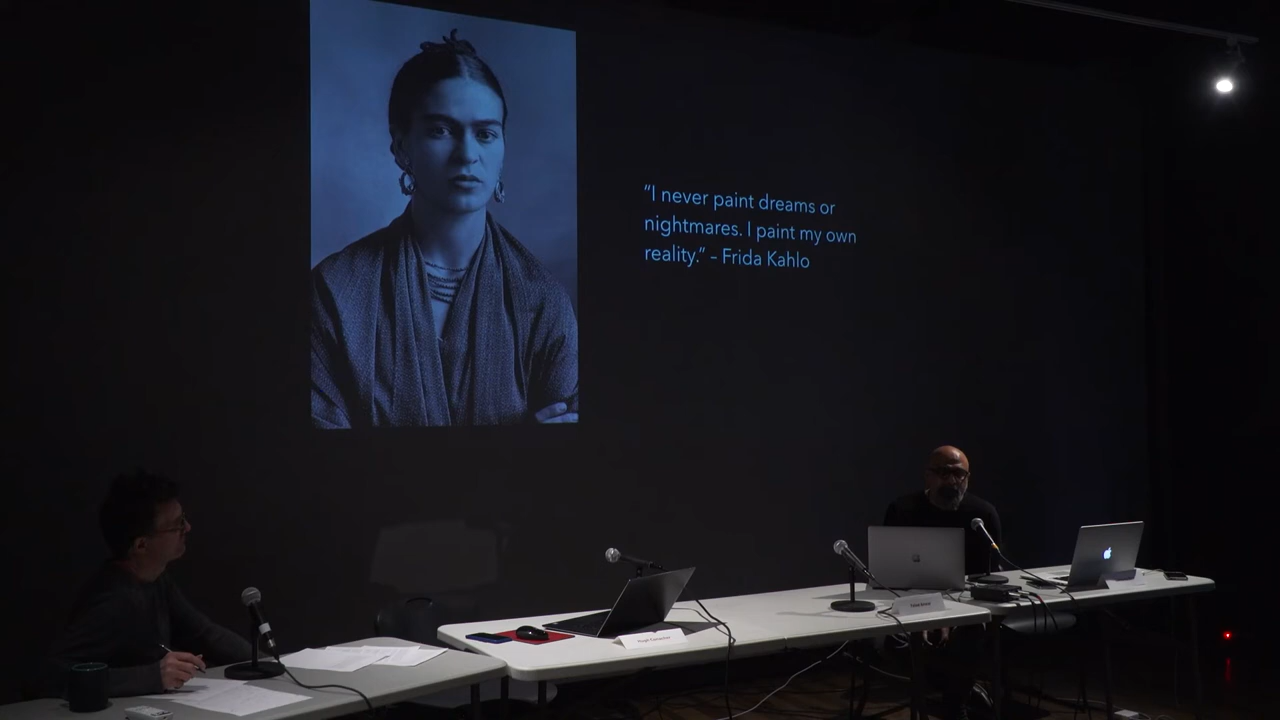 "I never paint dreams or
nightmares. I paint my own
reality." – Frida Kahlo